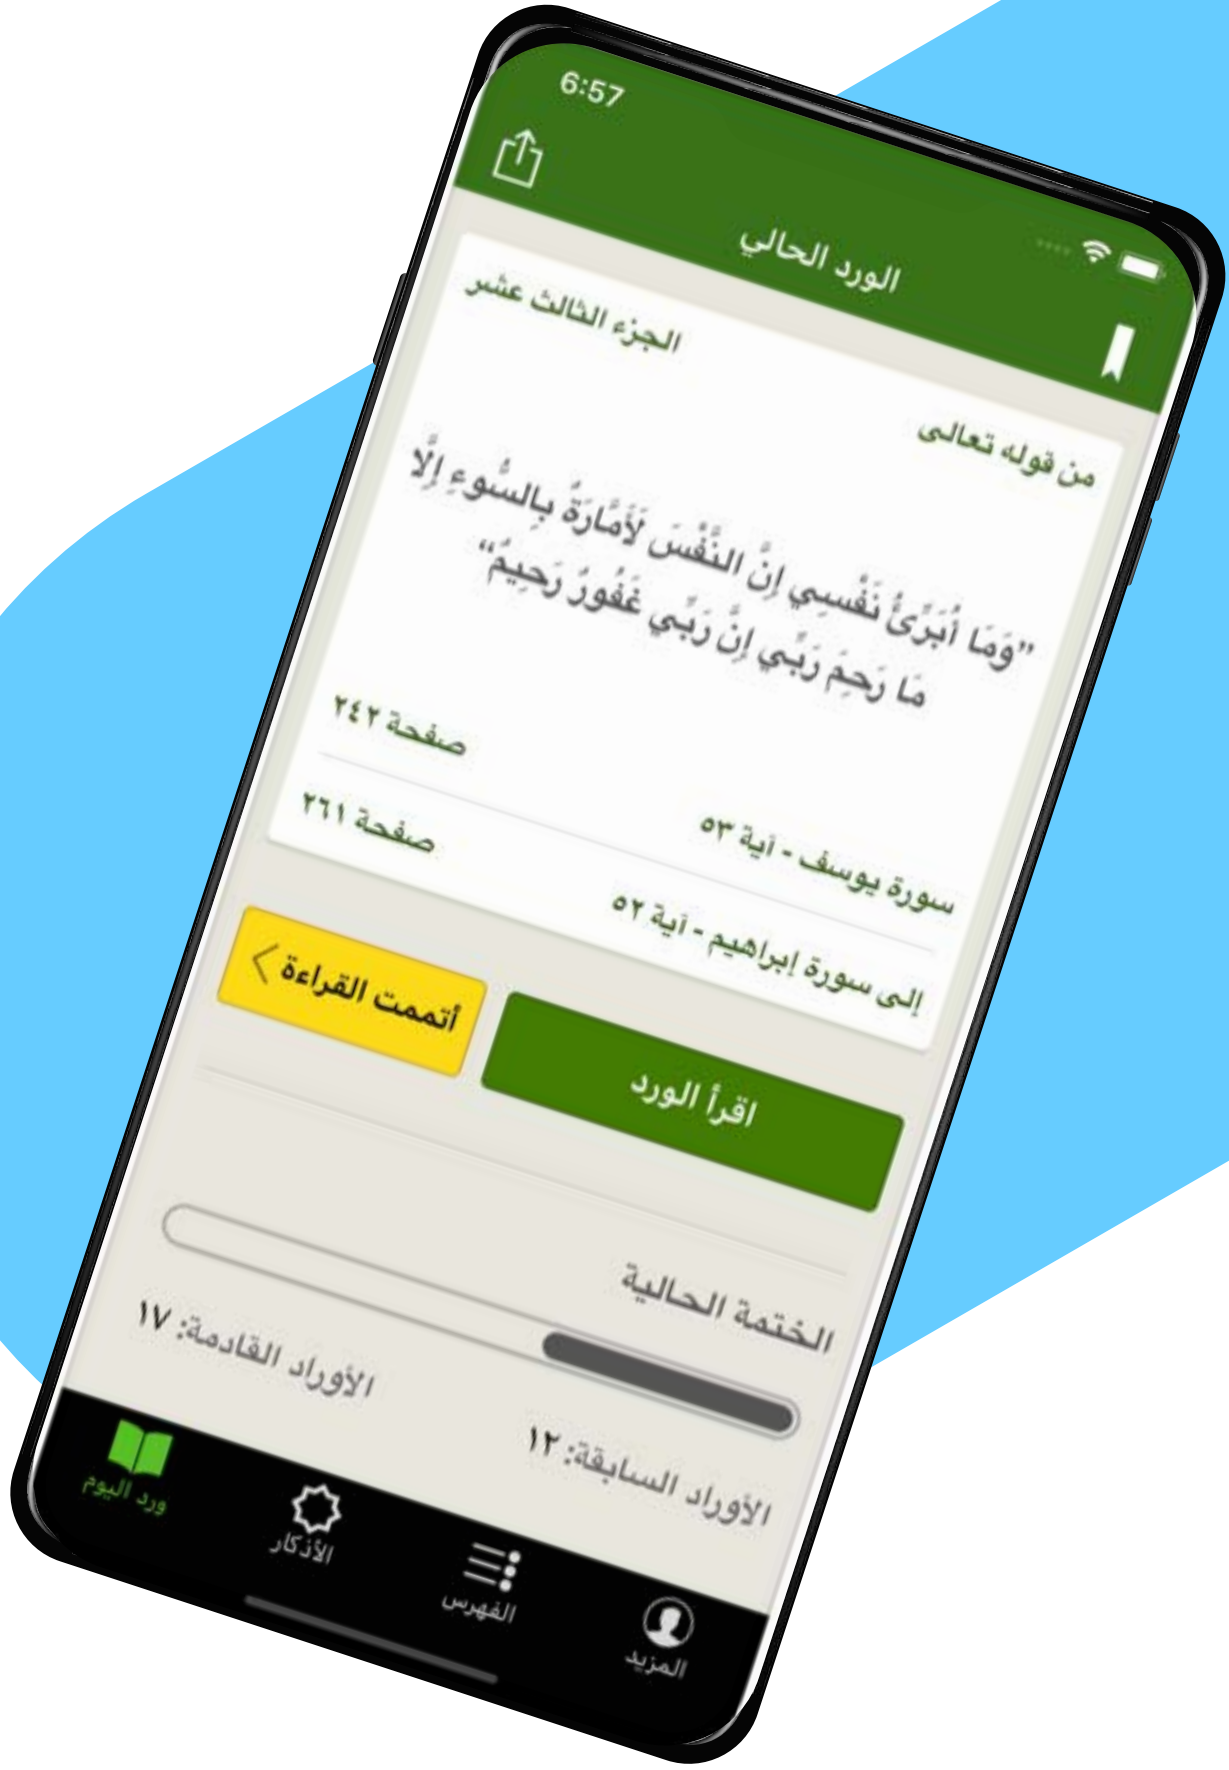 6:57
الورد الحالي
من قوله تعالى
الجزء الثالث عشر
”وَمَا أُبَرِّئُ نَفْسِي إِنَّ النَّفْسَ لَأَمَّارَةٌ بِالسُّوءِ إِلَّا
مَا رَحِمَ رَبِّي إِنَّ رَبِّي غَفُورٌ رَحِيمٌ“
سورة يوسف - آية ٥٣
صفحة ٢٤٢
إلى سورة إبراهيم - آية ٥٢
صفحة ٢٦١
اقرأ الورد
أتممت القراءة
الختمة الحالية
الأوراد السابقة: ١٢
الأوراد القادمة: ١٧
المزيد
الفهرس
الأذكار
ورد اليوم